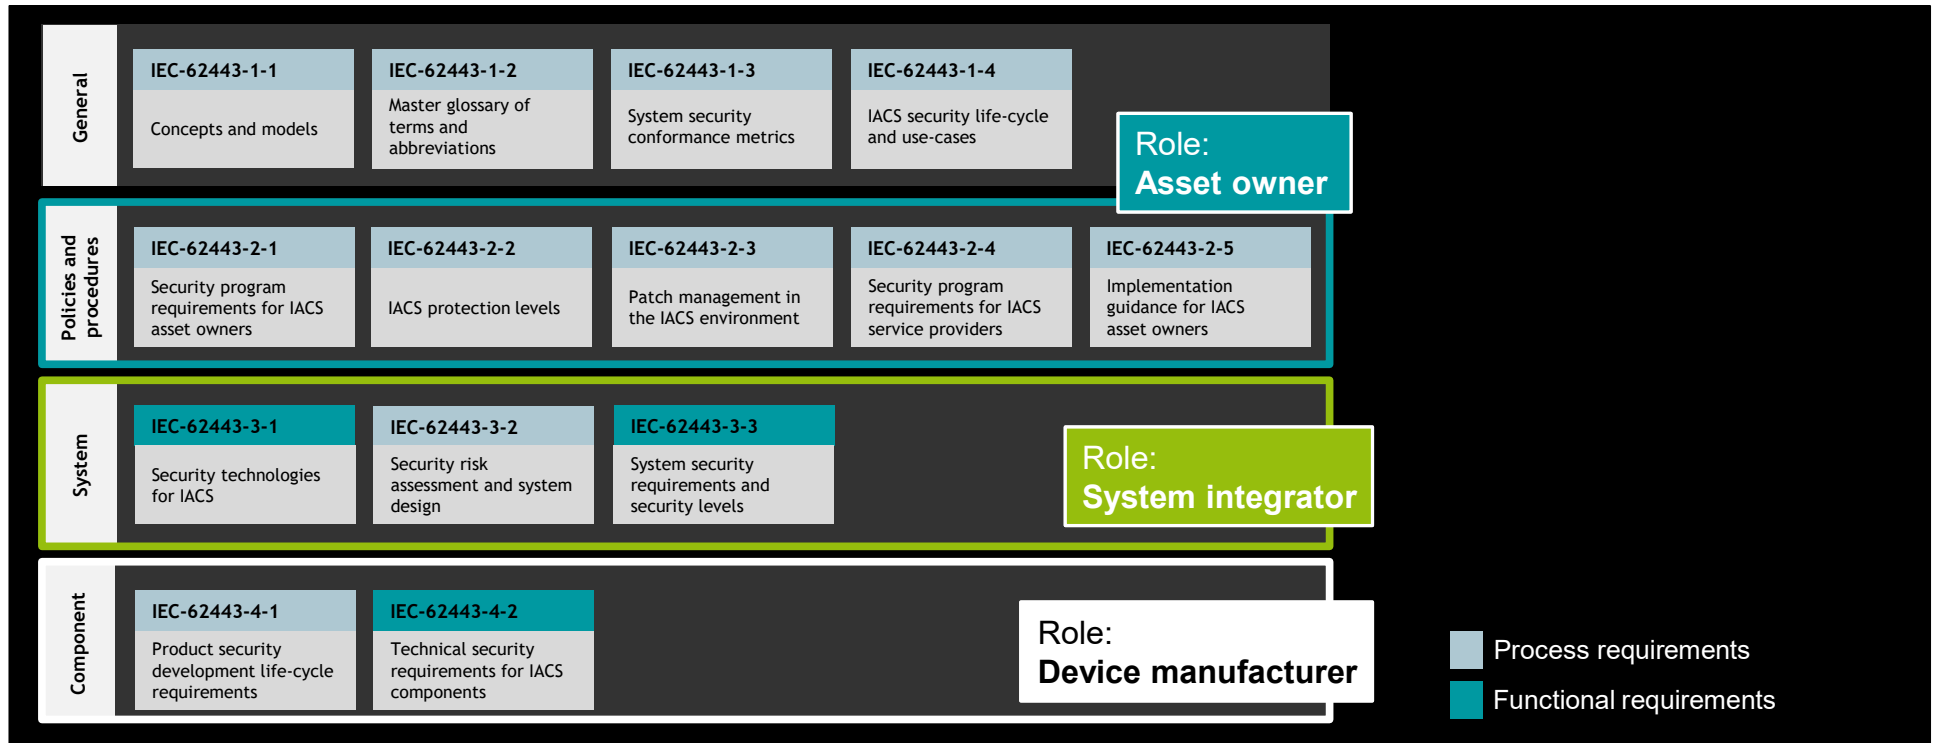 General
IEC-62443-1-1
Concepts and models
IEC-62443-1-2
Master glossary of
terms and
abbreviations
IEC-62443-1-3
System security
conformance metrics
IEC-62443-1-4
IACS security life-cycle
and use-cases
Role:
Asset owner
Policies and
procedures
IEC-62443-2-1
Security program
requirements for IACS
asset owners
IEC-62443-2-2
IACS protection levels
IEC-62443-2-3
Patch management in
the IACS environment
IEC-62443-2-4
Security program
requirements for IACS
service providers
IEC-62443-2-5
Implementation
guidance for IACS
asset owners
System
IEC-62443-3-1
Security technologies
for IACS
IEC-62443-3-2
Security risk
assessment and system
design
IEC-62443-3-3
System security
requirements and
security levels
Role:
System integrator
Component
IEC-62443-4-1
Product security
development life-cycle
requirements
IEC-62443-4-2
Technical security
requirements for IACS
components
Role:
Device manufacturer
Process requirements
Functional requirements